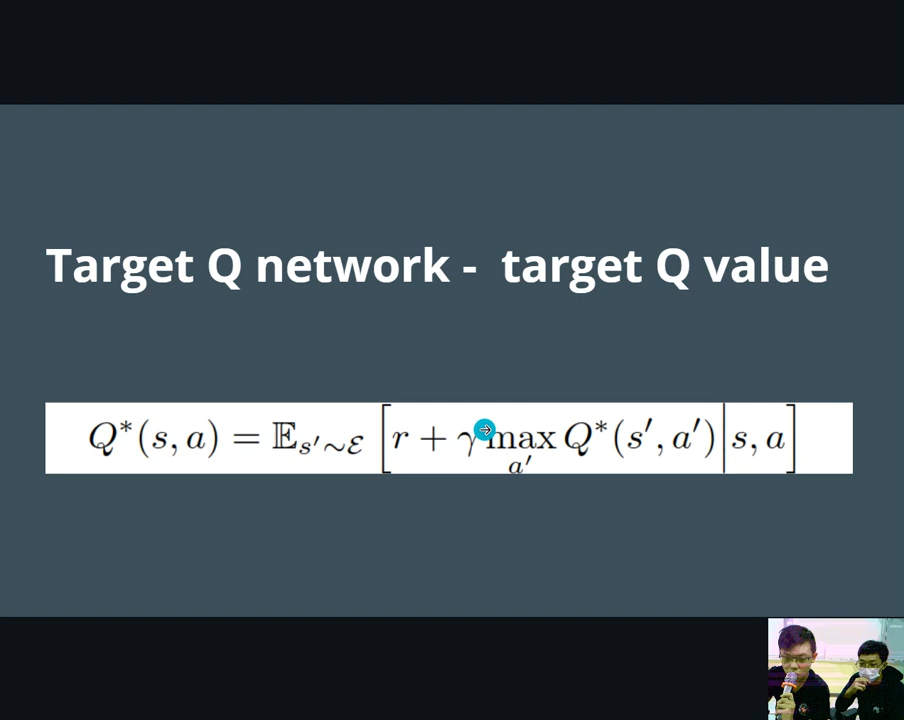 Target Q network -  target Q value
Q*(s, a) = 𝔼_{s′∼ℰ} [ r + γ max_{a′} Q*(s′, a′) | s, a ]